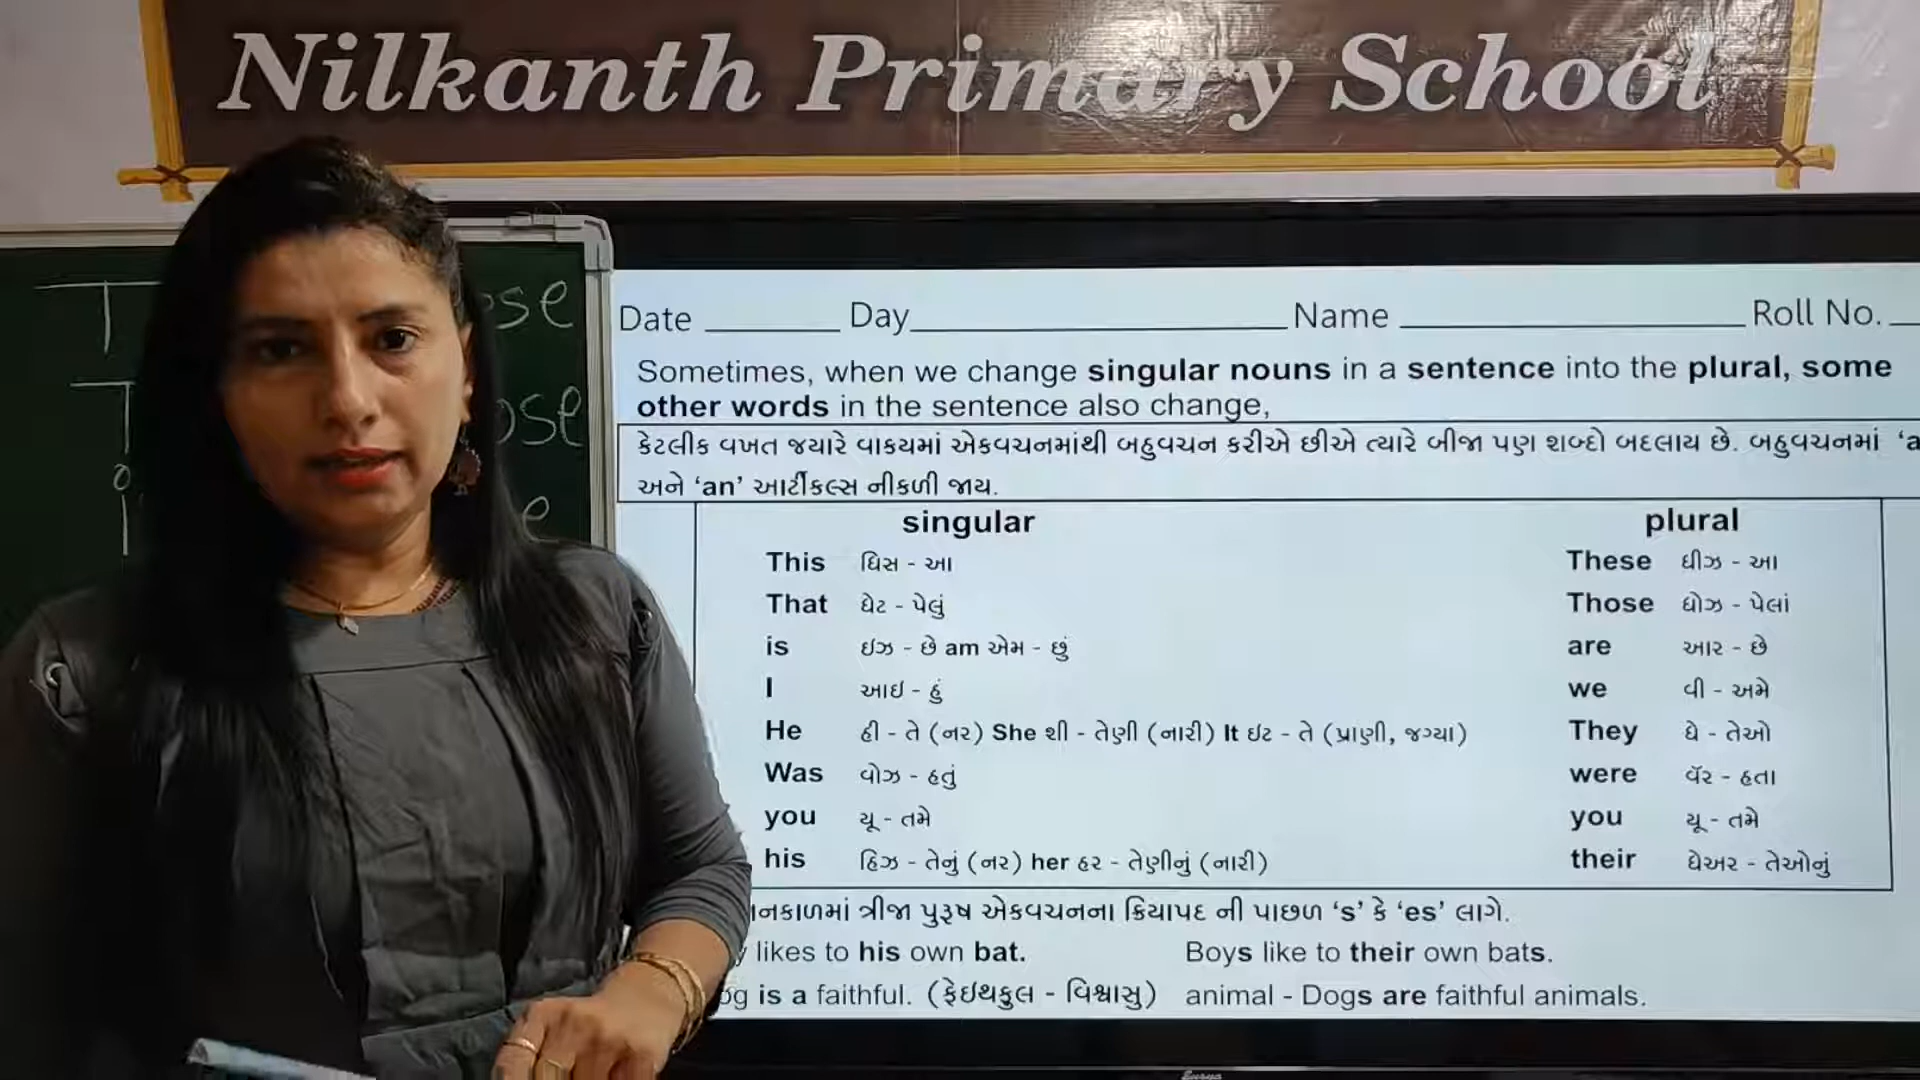 Nilkanth Primary School
Date Day Name Roll No.
Sometimes, when we change singular nouns in a sentence into the plural, some
other words in the sentence also change,
કેટલીક વખત જયારે વાકયમાં એકવચનમાંથી બહુવચન કરીએ છીએ ત્યારે બીજા પણ શબ્દો બદલાય છે. બહુવચનમાં ‘a
અને ‘an’ આર્ટીકલ્સ નીકળી જાય.
singular plural
This ધિસ - આ These ધીઝ - આ
That ધેટ - પેલું Those ધોઝ - પેલાં
is ઇઝ - છે am એમ - છું are આર - છે
I આઇ - હું we વી - અમે
He હી - તે (નર) She શી - તેણી (નારી) It ઇટ - તે (પ્રાણી, જગ્યા) They ધે - તેઓ
Was વોઝ - હતું were વૅર - હતા
you યૂ - તમે you યૂ - તમે
his હિઝ - તેનું (નર) her હર - તેણીનું (નારી) their ધેઅર - તેઓનું
ત્રીજા પુરૂષ એકવચનના ક્રિયાપદ ની પાછળ ‘s’ કે ‘es’ લાગે.
likes to his own bat. Boys like to their own bats.
is a faithful. (ફેઇથફુલ - વિશ્વાસુ) animal - Dogs are faithful animals.